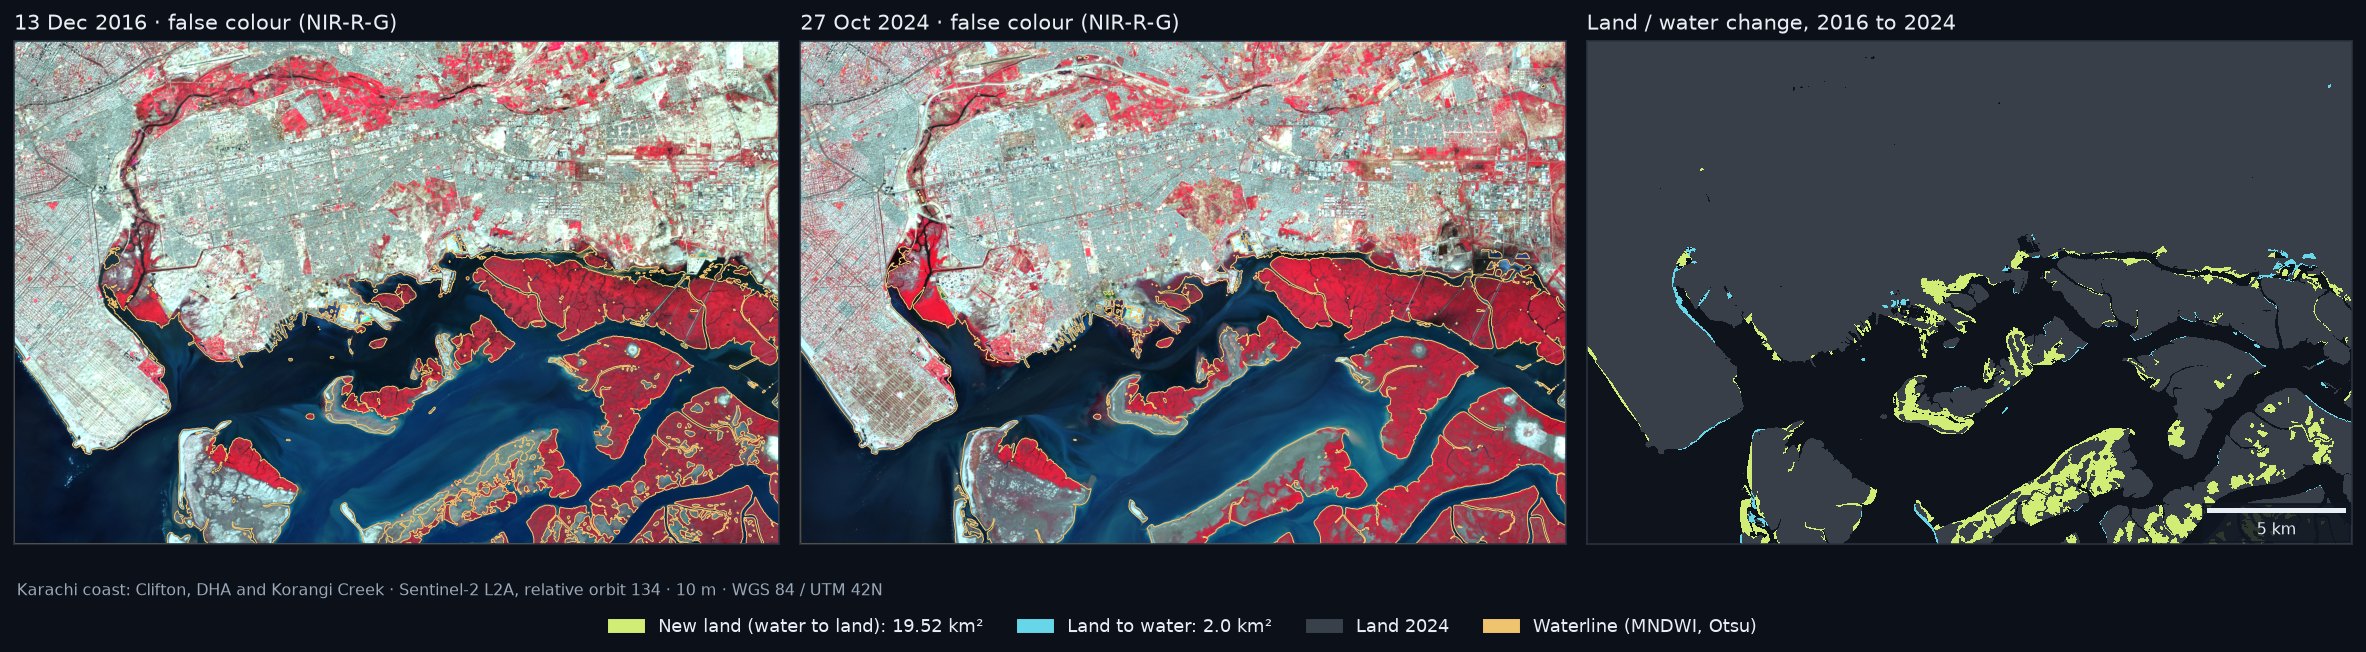 13 Dec 2016 · false colour (NIR-R-G)
27 Oct 2024 · false colour (NIR-R-G)
Land / water change, 2016 to 2024
5 km
Karachi coast: Clifton, DHA and Korangi Creek · Sentinel-2 L2A, relative orbit 134 · 10 m · WGS 84 / UTM 42N
New land (water to land): 19.52 km²
Land to water: 2.0 km²
Land 2024
Waterline (MNDWI, Otsu)